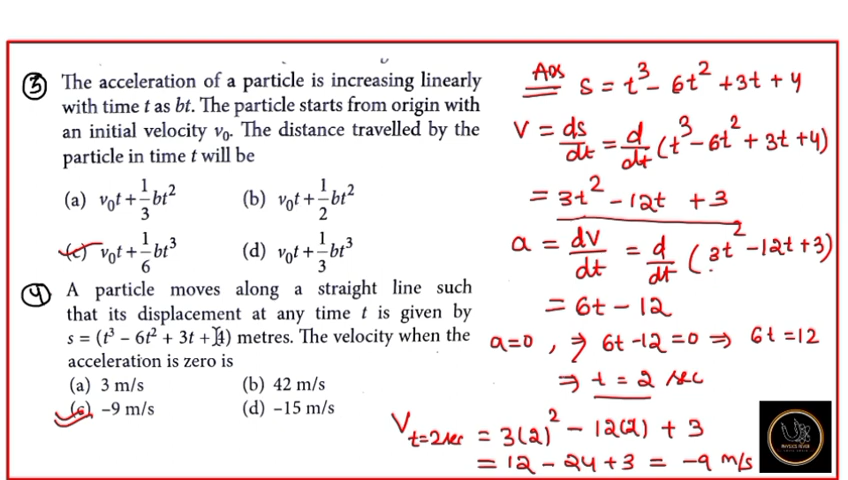 ③ The acceleration of a particle is increasing linearly
with time t as bt. The particle starts from origin with
an initial velocity v₀. The distance travelled by the
particle in time t will be
(a) v₀t + 1/3 bt² (b) v₀t + 1/2 bt²
(c) v₀t + 1/6 bt³ (d) v₀t + 1/3 bt³
④ A particle moves along a straight line such
that its displacement at any time t is given by
s = (t³ – 6t² + 3t + 4) metres. The velocity when the
acceleration is zero is
(a) 3 m/s (b) 42 m/s
(c) –9 m/s (d) –15 m/s
Ans s = t³ - 6t² + 3t + 4
V = ds/dt = d/dt (t³ - 6t² + 3t + 4)
= 3t² - 12t + 3
a = dv/dt = d/dt (3t² - 12t + 3)
= 6t - 12
a=0, ⇒ 6t - 12 = 0 ⇒ 6t = 12
⇒ t = 2 sec
V t=2sec = 3(2)² - 12(2) + 3
= 12 - 24 + 3 = -9 m/s